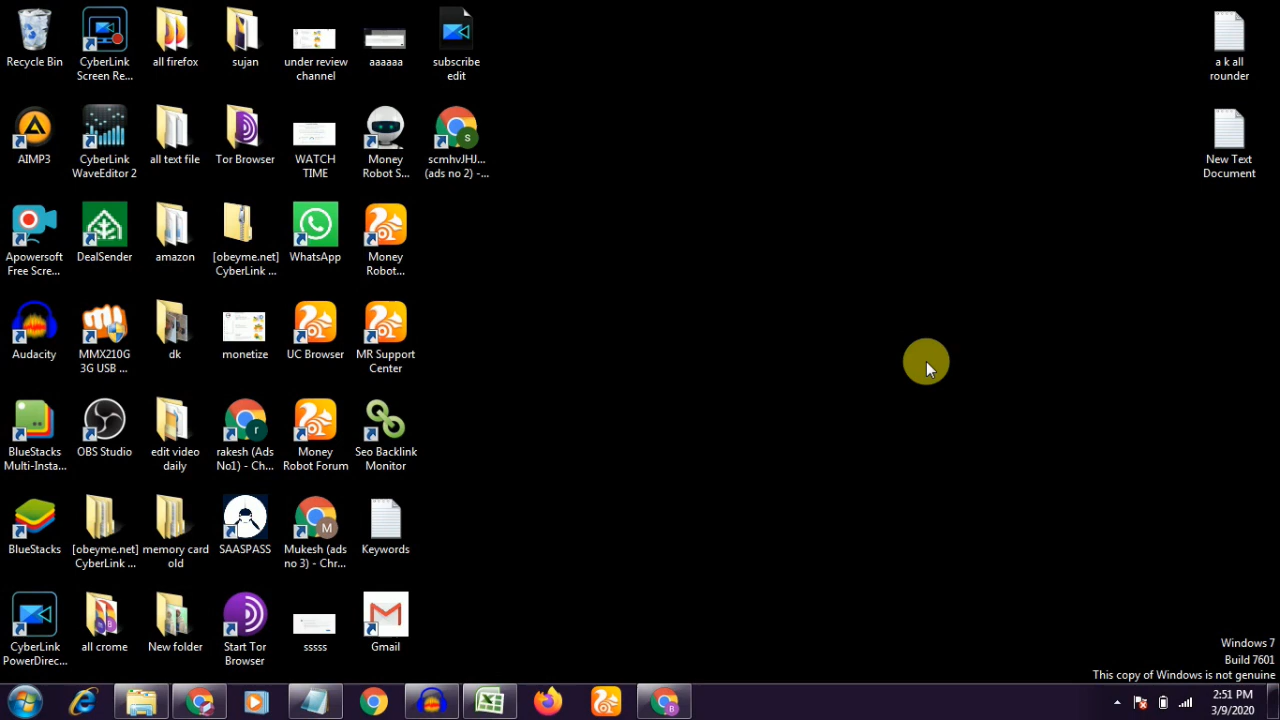 Recycle Bin
CyberLink
Screen Re...
all firefox
sujan
under review
channel
aaaaaa
subscribe
edit
a k all
rounder
AIMP3
CyberLink
WaveEditor 2
all text file
Tor Browser
WATCH
TIME
Money
Robot S...
scmhvJHJ...
(ads no 2) -...
New Text
Document
Apowersoft
Free Scre...
DealSender
amazon
[obeyme.net]
CyberLink ...
WhatsApp
Money
Robot...
Audacity
MMX210G
3G USB ...
dk
monetize
UC Browser
MR Support
Center
BlueStacks
Multi-Insta...
OBS Studio
edit video
daily
rakesh (Ads
No1) - Ch...
Money
Robot Forum
Seo Backlink
Monitor
BlueStacks
[obeyme.net]
CyberLink ...
memory card
old
SAASPASS
Mukesh (ads
no 3) - Chr...
Keywords
CyberLink
PowerDirec...
all crome
New folder
Start Tor
Browser
sssss
Gmail
Windows 7
Build 7601
This copy of Windows is not genuine
2:51 PM
3/9/2020